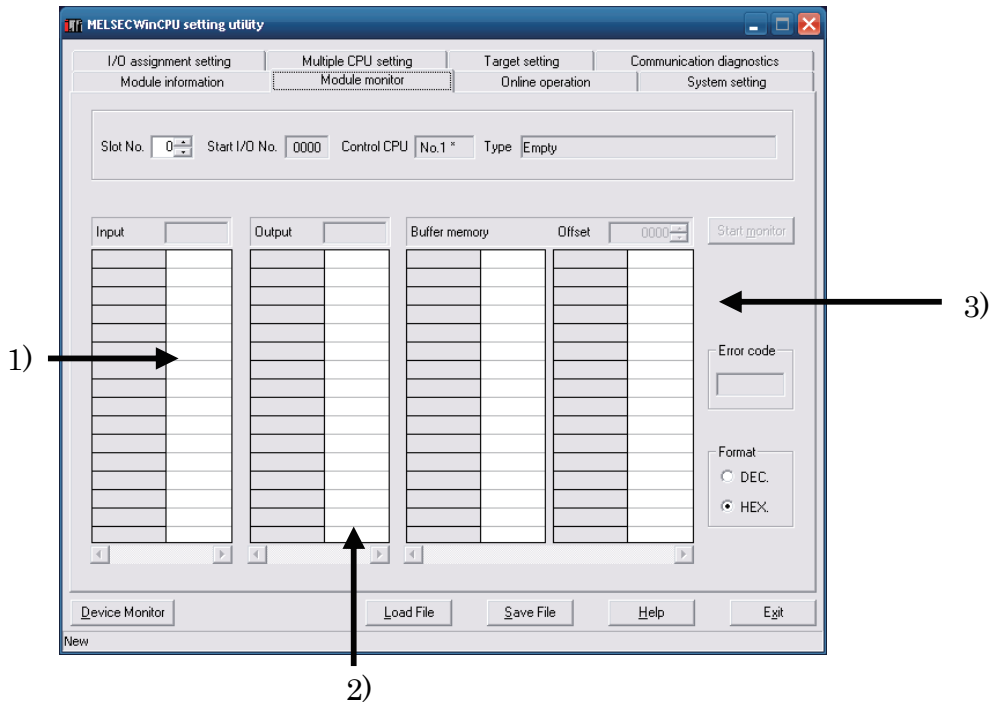 MELSECWinCPU setting utility
I/O assignment setting Multiple CPU setting Target setting Communication diagnostics
Module information Module monitor Online operation System setting
Slot No. 0 Start I/O No. 0000 Control CPU No.1 * Type Empty
Input Output Buffer memory Offset 0000 Start monitor
3)
1)
Error code
Format
DEC.
HEX.
Device Monitor Load File Save File Help Exit
New
2)